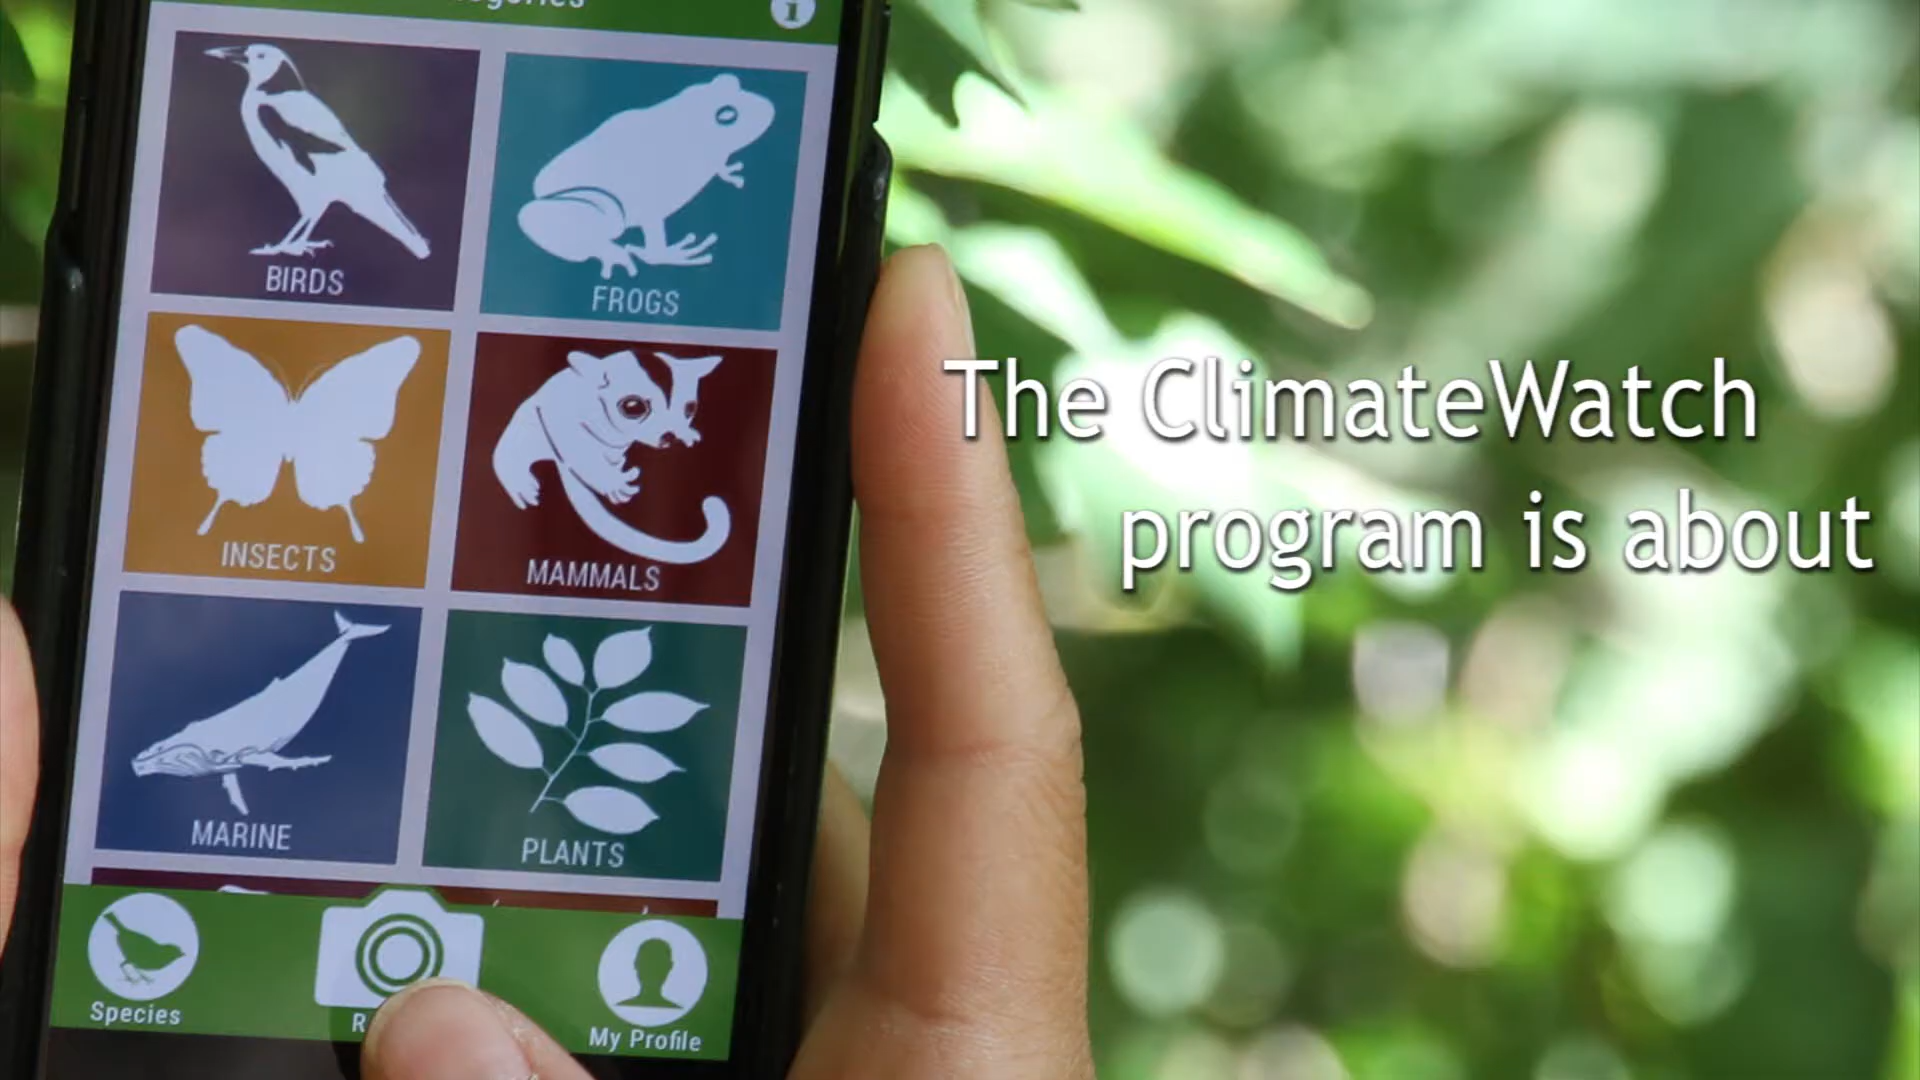 BIRDS
FROGS
INSECTS
MAMMALS
MARINE
PLANTS
Species
My Profile
The ClimateWatch
program is about